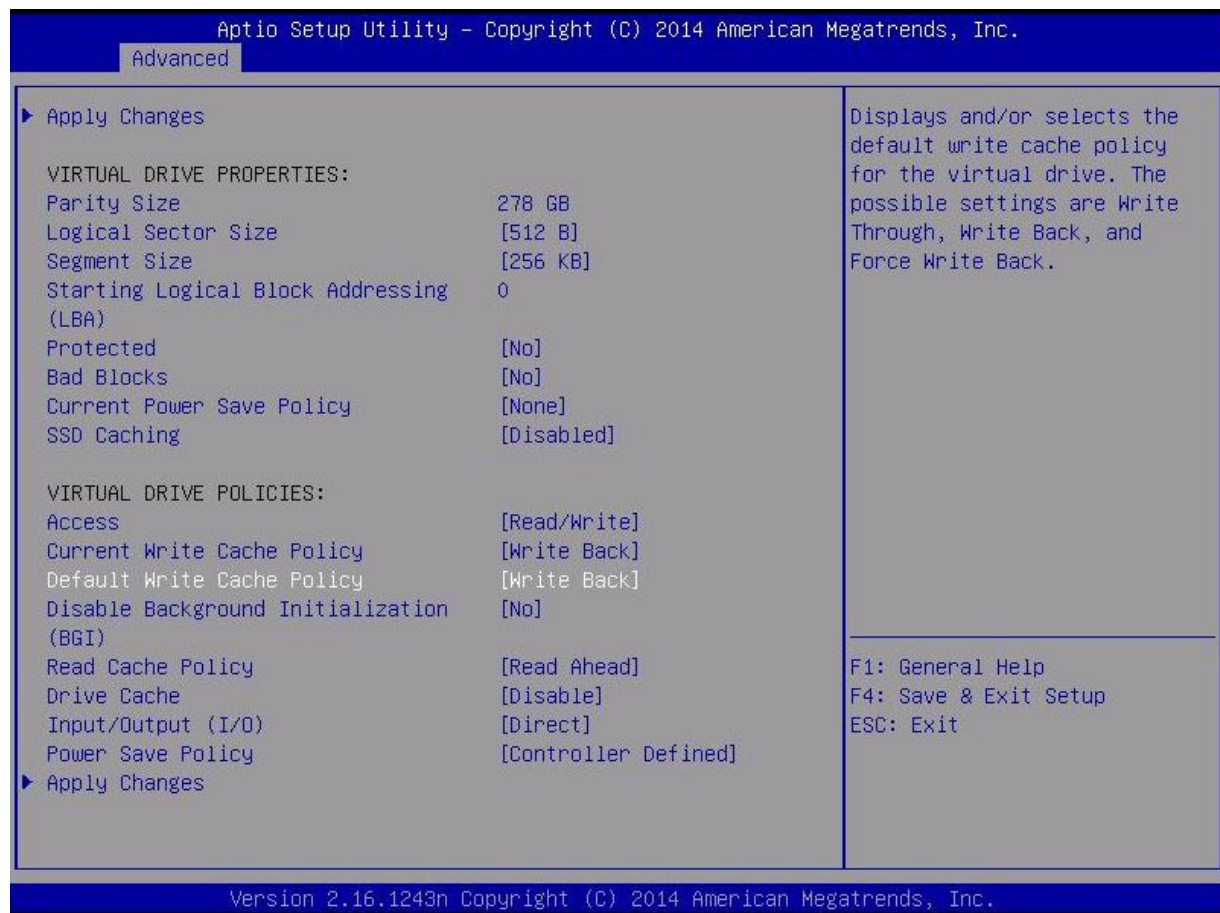 Aptio Setup Utility – Copyright (C) 2014 American Megatrends, Inc.
Advanced
Apply Changes
VIRTUAL DRIVE PROPERTIES:
Parity Size 278 GB
Logical Sector Size [512 B]
Segment Size [256 KB]
Starting Logical Block Addressing 0
(LBA)
Protected [No]
Bad Blocks [No]
Current Power Save Policy [None]
SSD Caching [Disabled]
VIRTUAL DRIVE POLICIES:
Access [Read/Write]
Current Write Cache Policy [Write Back]
Default Write Cache Policy [Write Back]
Disable Background Initialization [No]
(BGI)
Read Cache Policy [Read Ahead]
Drive Cache [Disable]
Input/Output (I/O) [Direct]
Power Save Policy [Controller Defined]
Apply Changes
Displays and/or selects the
default write cache policy
for the virtual drive. The
possible settings are Write
Through, Write Back, and
Force Write Back.
F1: General Help
F4: Save & Exit Setup
ESC: Exit
Version 2.16.1243n Copyright (C) 2014 American Megatrends, Inc.